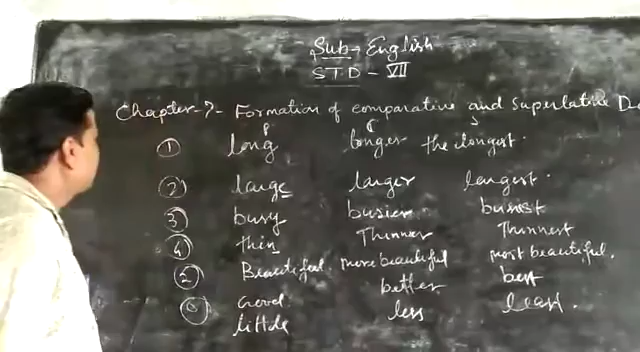 Sub → English
STD - VII
Chapter-7- Formation of comparative and Superlative D
P C S
① long longer the longest.
② large larger largest.
③ busy busier busiest
④ thin Thinner Thinnest
⑤ Beautiful more beautiful most beautiful.
⑥ Good better best
little less least.